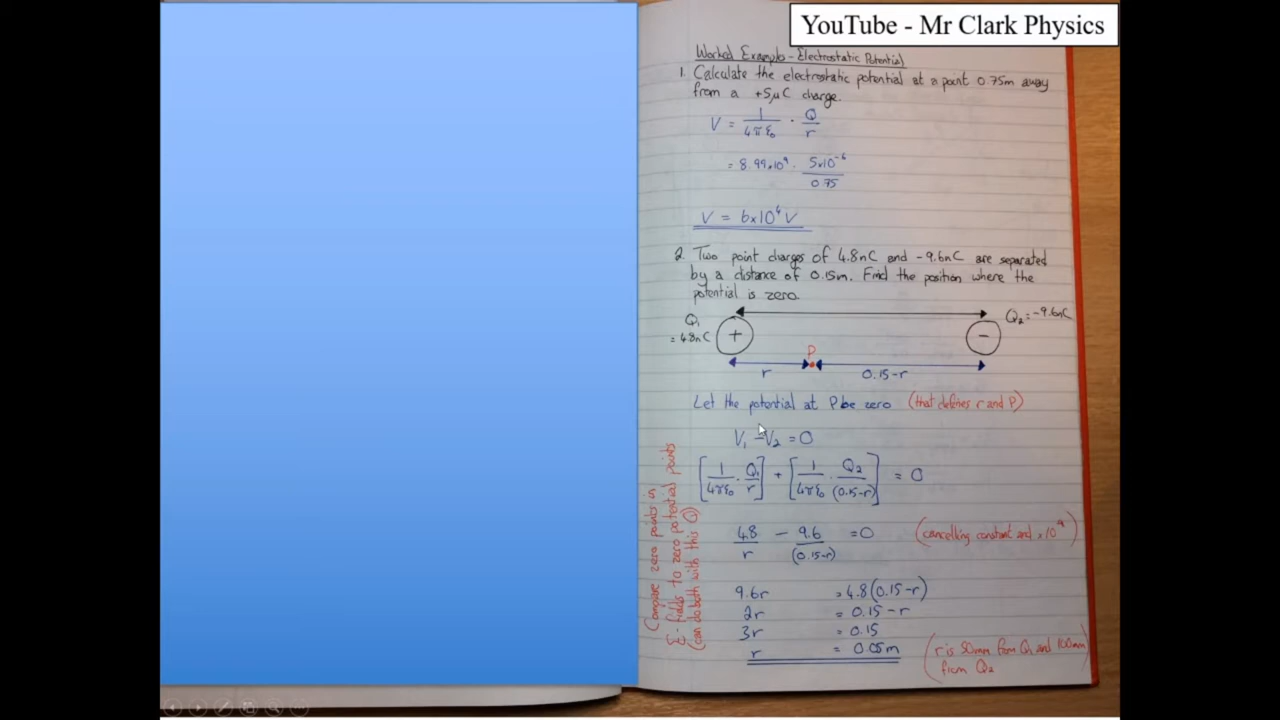 YouTube - Mr Clark Physics
Worked Example - Electrostatic Potential
1. Calculate the electrostatic potential at a point 0.75m away
from a +5μC charge.
V = 1/4πε₀ · Q/r
= 8.99×10⁹ · 5×10⁻⁶/0.75
V = 6×10⁴ V
2. Two point charges of 4.8nC and -9.6nC are separated
by a distance of 0.15m. Find the position where the
potential is zero.
Q₁ = 4.8nC
+
-
Q₂ = -9.6nC
P
r
0.15-r
Let the potential at P be zero (that defines r and P)
V₁ - V₂ = 0
[1/4πε₀ · Q₁/r] + [1/4πε₀ · Q₂/(0.15-r)] = 0
4.8/r - 9.6/(0.15-r) = 0 (cancelling constant and ×10⁹)
9.6r = 4.8(0.15-r)
2r = 0.15-r
3r = 0.15
r = 0.05m
(r is 50mm from Q₁ and 100mm
from Q₂)
Compare zero points in
E-fields to zero potential points
(can do both with this Q)